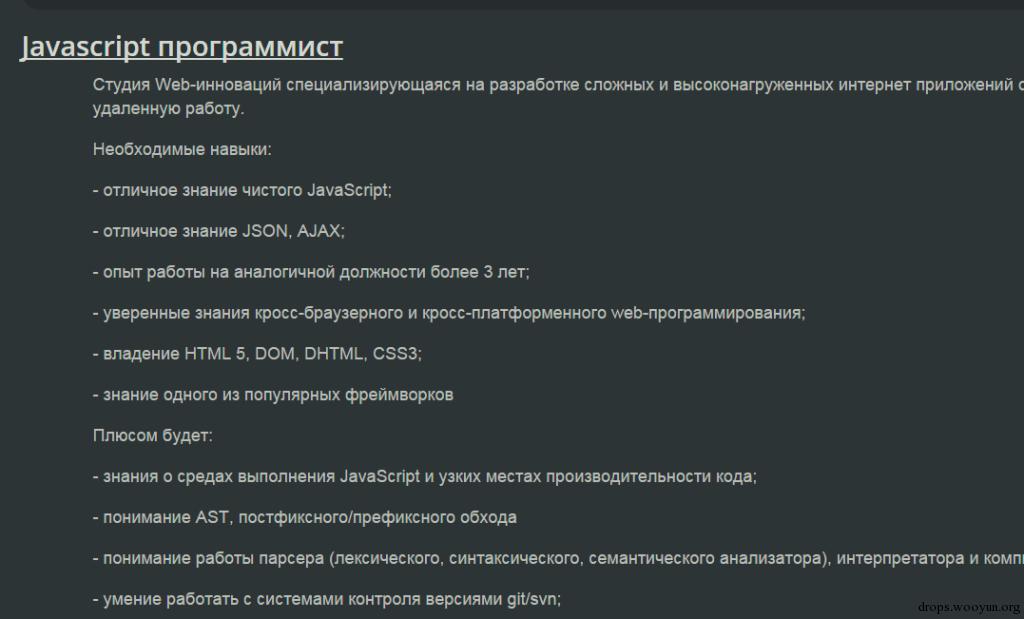 Javascript программист
Студия Web-инноваций специализирующаяся на разработке сложных и высоконагруженных интернет приложений
удаленную работу.
Необходимые навыки:
- отличное знание чистого JavaScript;
- отличное знание JSON, AJAX;
- опыт работы на аналогичной должности более 3 лет;
- уверенные знания кросс-браузерного и кросс-платформенного web-программирования;
- владение HTML 5, DOM, DHTML, CSS3;
- знание одного из популярных фреймворков
Плюсом будет:
- знания о средах выполнения JavaScript и узких местах производительности кода;
- понимание AST, постфиксного/префиксного обхода
- понимание работы парсера (лексического, синтаксического, семантического анализатора), интерпретатора и
- умение работать с системами контроля версиями git/svn;
drops.wooyun.org